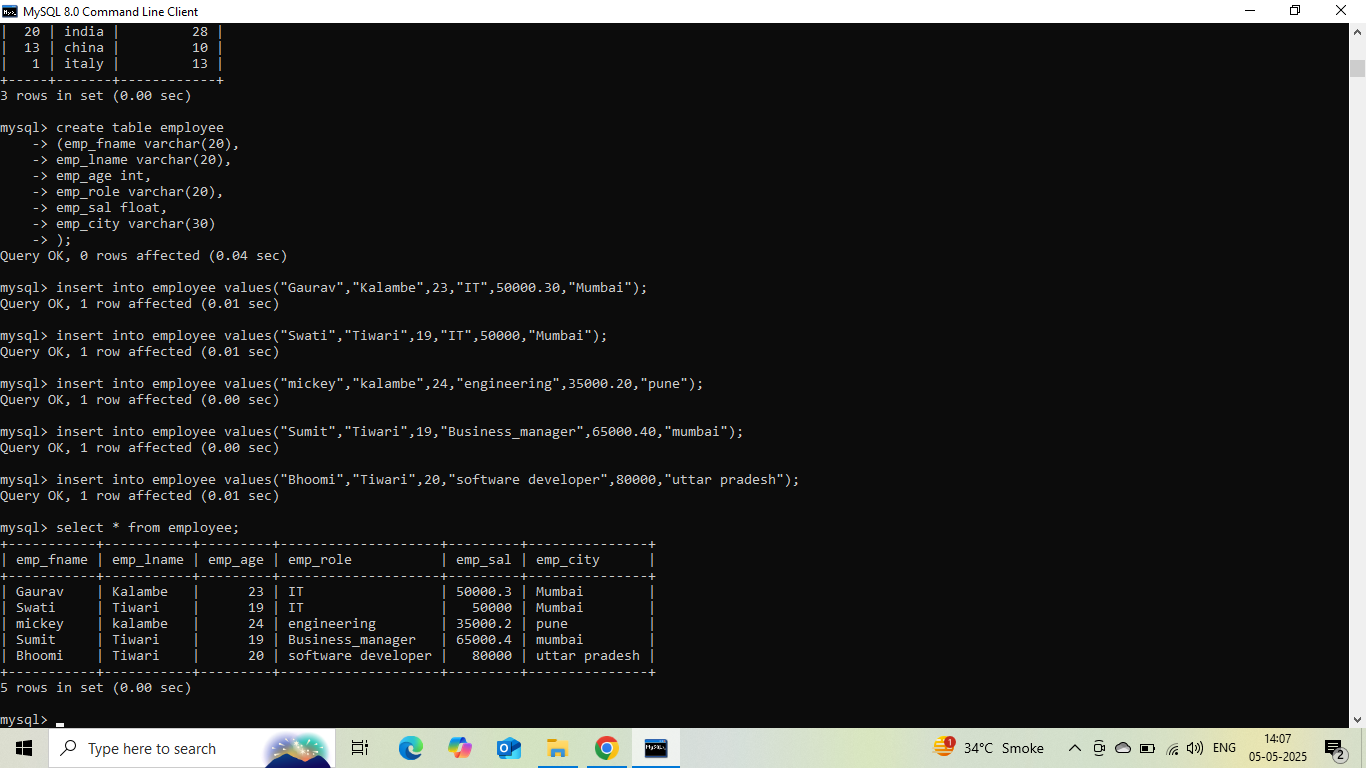 MySQL 8.0 Command Line Client
|   20 | india |         28 |
|   13 | china |         10 |
|    1 | italy |         13 |
+------+-------+------------+
3 rows in set (0.00 sec)
mysql> create table employee
    -> (emp_fname varchar(20),
    -> emp_lname varchar(20),
    -> emp_age int,
    -> emp_role varchar(20),
    -> emp_sal float,
    -> emp_city varchar(30)
    -> );
Query OK, 0 rows affected (0.04 sec)
mysql> insert into employee values("Gaurav","Kalambe",23,"IT",50000.30,"Mumbai");
Query OK, 1 row affected (0.01 sec)
mysql> insert into employee values("Swati","Tiwari",19,"IT",50000,"Mumbai");
Query OK, 1 row affected (0.01 sec)
mysql> insert into employee values("mickey","kalambe",24,"engineering",35000.20,"pune");
Query OK, 1 row affected (0.00 sec)
mysql> insert into employee values("Sumit","Tiwari",19,"Business_manager",65000.40,"mumbai");
Query OK, 1 row affected (0.00 sec)
mysql> insert into employee values("Bhoomi","Tiwari",20,"software developer",80000,"uttar pradesh");
Query OK, 1 row affected (0.01 sec)
mysql> select * from employee;
+-----------+-----------+---------+--------------------+---------+---------------+
| emp_fname | emp_lname | emp_age | emp_role           | emp_sal | emp_city      |
+-----------+-----------+---------+--------------------+---------+---------------+
| Gaurav    | Kalambe   |      23 | IT                 | 50000.3 | Mumbai        |
| Swati     | Tiwari    |      19 | IT                 |   50000 | Mumbai        |
| mickey    | kalambe   |      24 | engineering        | 35000.2 | pune          |
| Sumit     | Tiwari    |      19 | Business_manager   | 65000.4 | mumbai        |
| Bhoomi    | Tiwari    |      20 | software developer |   80000 | uttar pradesh |
+-----------+-----------+---------+--------------------+---------+---------------+
5 rows in set (0.00 sec)
mysql> _
Type here to search
1
34°C Smoke
ENG
14:07
05-05-2025
2